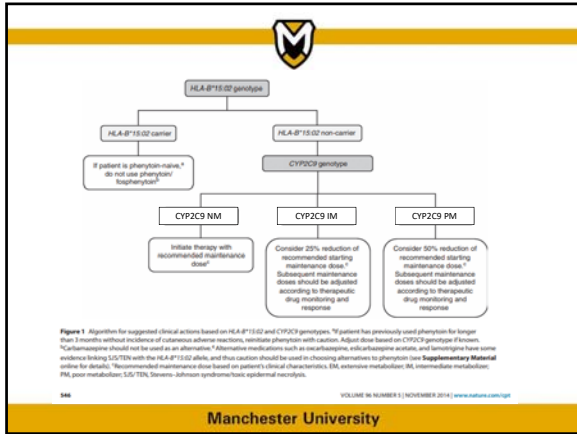 HLA-B*15:02 genotype
HLA-B*15:02 carrier
HLA-B*15:02 non-carrier
If patient is phenytoin-naive,ᵃ
do not use phenytoin/
fosphenytoinᵇ
CYP2C9 genotype
CYP2C9 NM
CYP2C9 IM
CYP2C9 PM
Initiate therapy with
recommended maintenance
doseᶜ
Consider 25% reduction of
recommended starting
maintenance dose.ᶜ
Subsequent maintenance
doses should be adjusted
according to therapeutic
drug monitoring and
response
Consider 50% reduction of
recommended starting
maintenance dose.ᶜ
Subsequent maintenance
doses should be adjusted
according to therapeutic
drug monitoring and
response
Figure 1 Algorithm for suggested clinical actions based on HLA-B*15:02 and CYP2C9 genotypes. ᵃIf patient has previously used phenytoin for longer
than 3 months without incidence of cutaneous adverse reactions, reinitiate phenytoin with caution. Adjust dose based on CYP2C9 genotype if known.
ᵇCarbamazepine should not be used as an alternative.ᵃ Alternative medications such as oxcarbazepine, eslicarbazepine acetate, and lamotrigine have some
evidence linking SJS/TEN with the HLA-B*15:02 allele, and thus caution should be used in choosing alternatives to phenytoin (see Supplementary Material
online for details). ᶜRecommended maintenance dose based on patient's clinical characteristics. EM, extensive metabolizer; IM, intermediate metabolizer;
PM, poor metabolizer; SJS/TEN, Stevens–Johnson syndrome/toxic epidermal necrolysis.
546
VOLUME 96 NUMBER 5 | NOVEMBER 2014 | www.nature.com/cpt
Manchester University